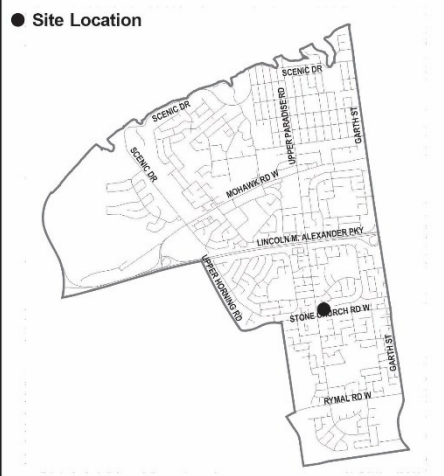 Site Location
SCENIC DR
SCENIC DR
SCENIC DR
UPPER PARADISE RD
GARTH ST
MOHAWK RD W
LINCOLN M. ALEXANDER PKY
UPPER HORNING RD
STONE CHURCH RD W
GARTH ST
RYMAL RD W